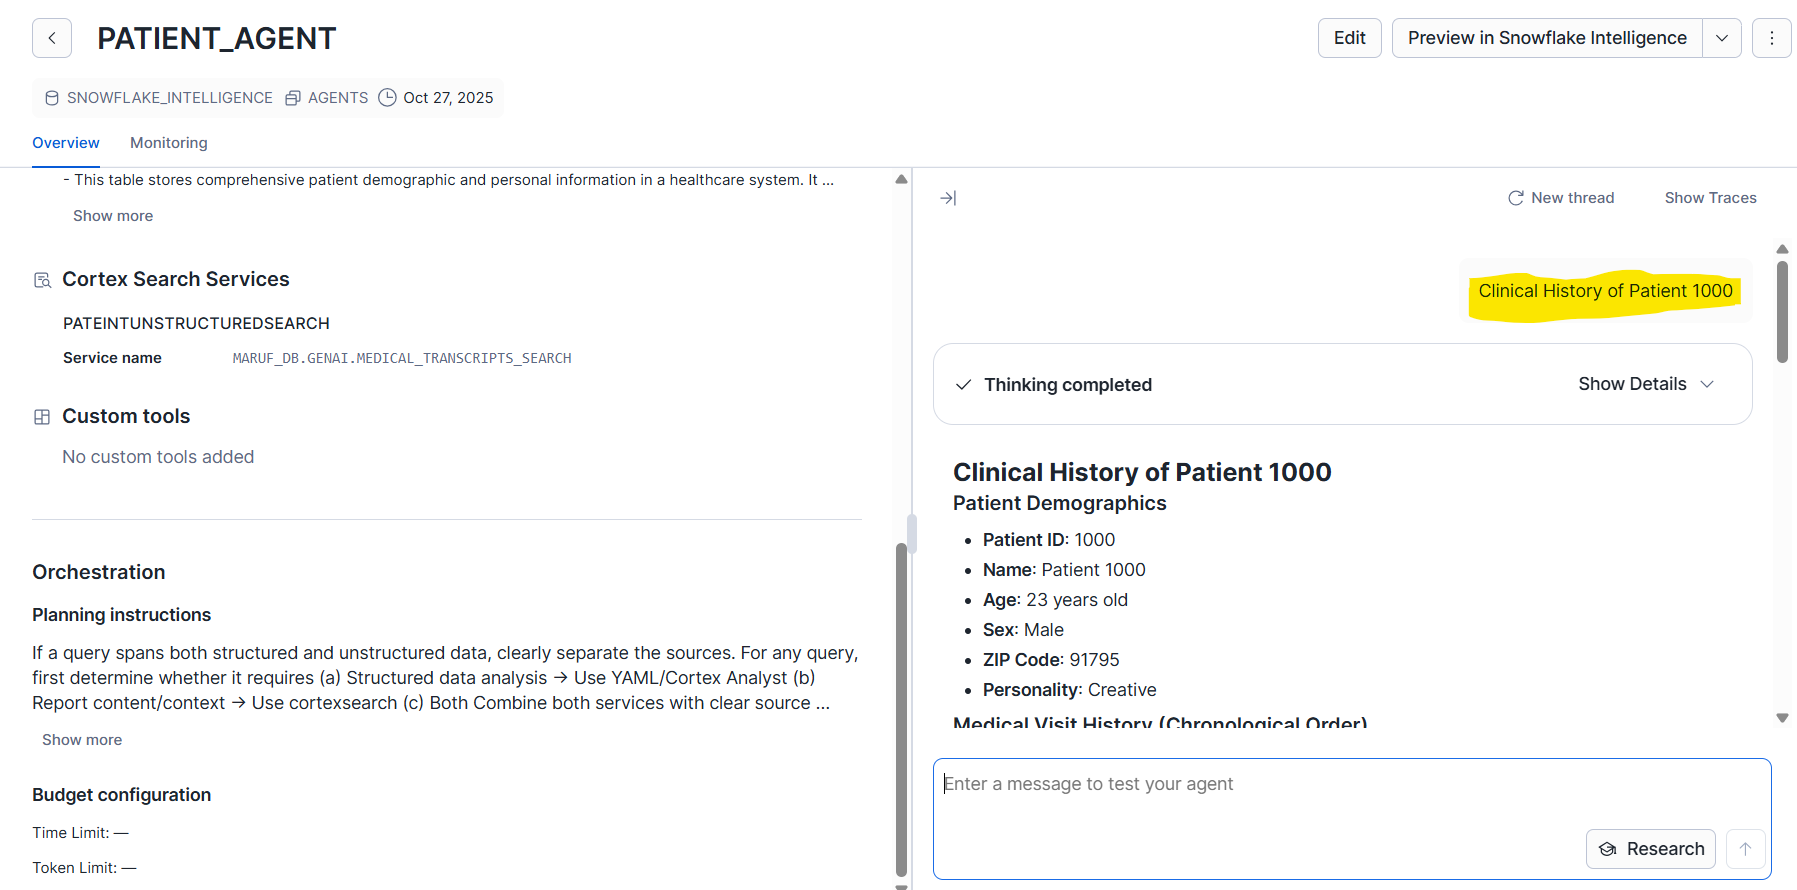 PATIENT_AGENT
Edit
Preview in Snowflake Intelligence
SNOWFLAKE_INTELLIGENCE AGENTS Oct 27, 2025
Overview Monitoring
- This table stores comprehensive patient demographic and personal information in a healthcare system. It ...
Show more
Cortex Search Services
PATEINTUNSTRUCTUREDSEARCH
Service name MARUF_DB.GENAI.MEDICAL_TRANSCRIPTS_SEARCH
Custom tools
No custom tools added
Orchestration
Planning instructions
If a query spans both structured and unstructured data, clearly separate the sources. For any query,
first determine whether it requires (a) Structured data analysis → Use YAML/Cortex Analyst (b)
Report content/context → Use cortexsearch (c) Both Combine both services with clear source ...
Show more
Budget configuration
Time Limit: —
Token Limit: —
New thread
Show Traces
Clinical History of Patient 1000
Thinking completed
Show Details
Clinical History of Patient 1000
Patient Demographics
• Patient ID: 1000
• Name: Patient 1000
• Age: 23 years old
• Sex: Male
• ZIP Code: 91795
• Personality: Creative
Medical Visit History (Chronological Order)
Enter a message to test your agent
Research